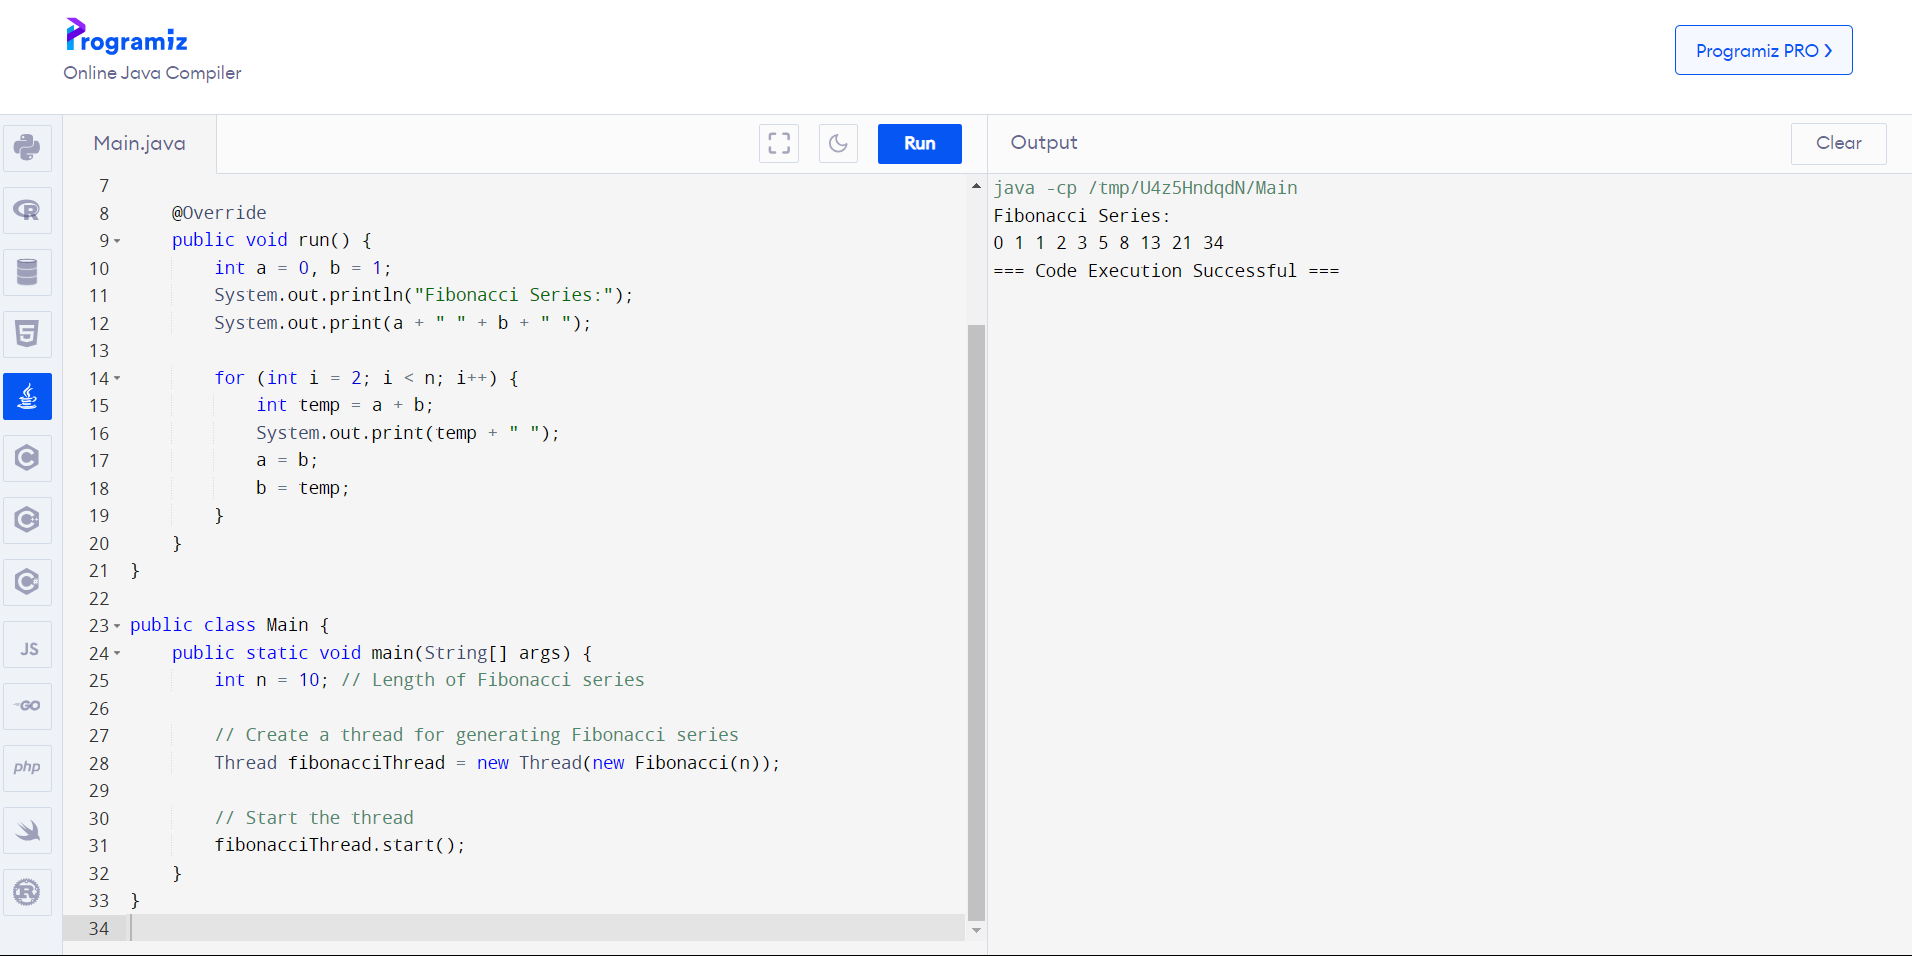 Programiz
Online Java Compiler
Programiz PRO
Main.java
Run
Output
Clear
7
8     @Override
9     public void run() {
10         int a = 0, b = 1;
11         System.out.println("Fibonacci Series:");
12         System.out.print(a + " " + b + " ");
13
14         for (int i = 2; i < n; i++) {
15             int temp = a + b;
16             System.out.print(temp + " ");
17             a = b;
18             b = temp;
19         }
20     }
21 }
22
23 public class Main {
24     public static void main(String[] args) {
25         int n = 10; // Length of Fibonacci series
26
27         // Create a thread for generating Fibonacci series
28         Thread fibonacciThread = new Thread(new Fibonacci(n));
29
30         // Start the thread
31         fibonacciThread.start();
32     }
33 }
34
java -cp /tmp/U4z5HndqdN/Main
Fibonacci Series:
0 1 1 2 3 5 8 13 21 34
=== Code Execution Successful ===
R
5
C
C++
C#
JS
GO
php
R